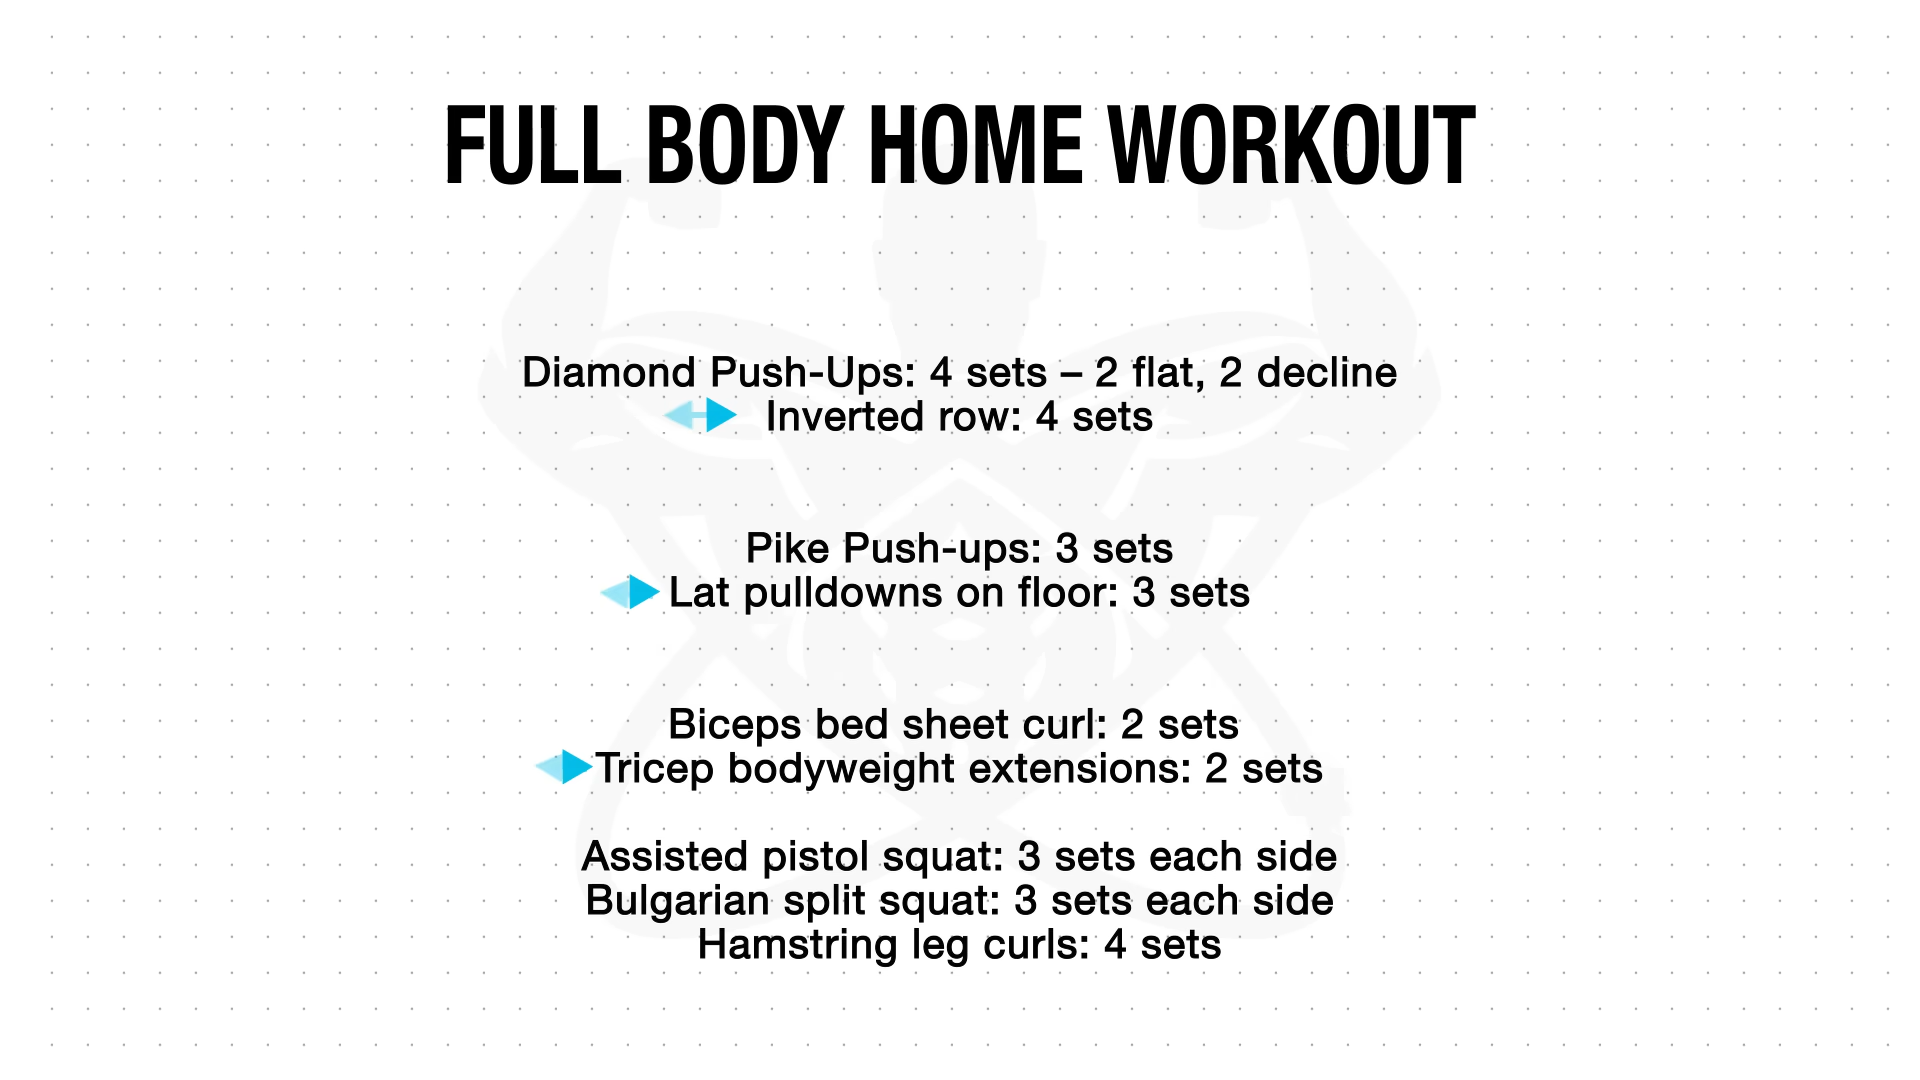 FULL BODY HOME WORKOUT
Diamond Push-Ups: 4 sets – 2 flat, 2 decline
Inverted row: 4 sets
Pike Push-ups: 3 sets
Lat pulldowns on floor: 3 sets
Biceps bed sheet curl: 2 sets
Tricep bodyweight extensions: 2 sets
Assisted pistol squat: 3 sets each side
Bulgarian split squat: 3 sets each side
Hamstring leg curls: 4 sets